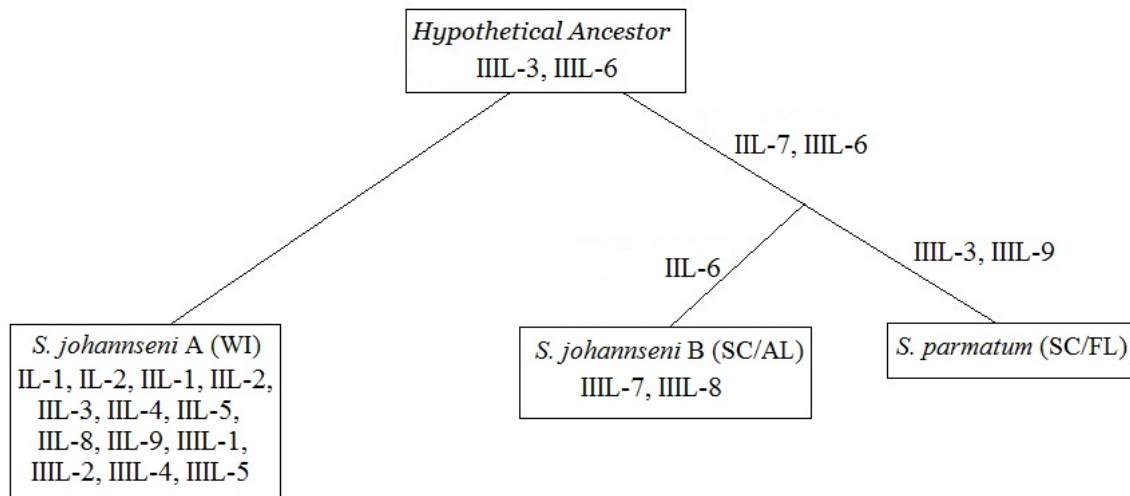 Hypothetical Ancestor
IIIL-3, IIIL-6
IIL-7, IIIL-6
IIIL-3, IIIL-9
IIL-6
S. johannseni A (WI)
IL-1, IL-2, IIL-1, IIL-2,
IIL-3, IIL-4, IIL-5,
IIL-8, IIL-9, IIIL-1,
IIIL-2, IIIL-4, IIIL-5
S. johannseni B (SC/AL)
IIIL-7, IIIL-8
S. parmatum (SC/FL)